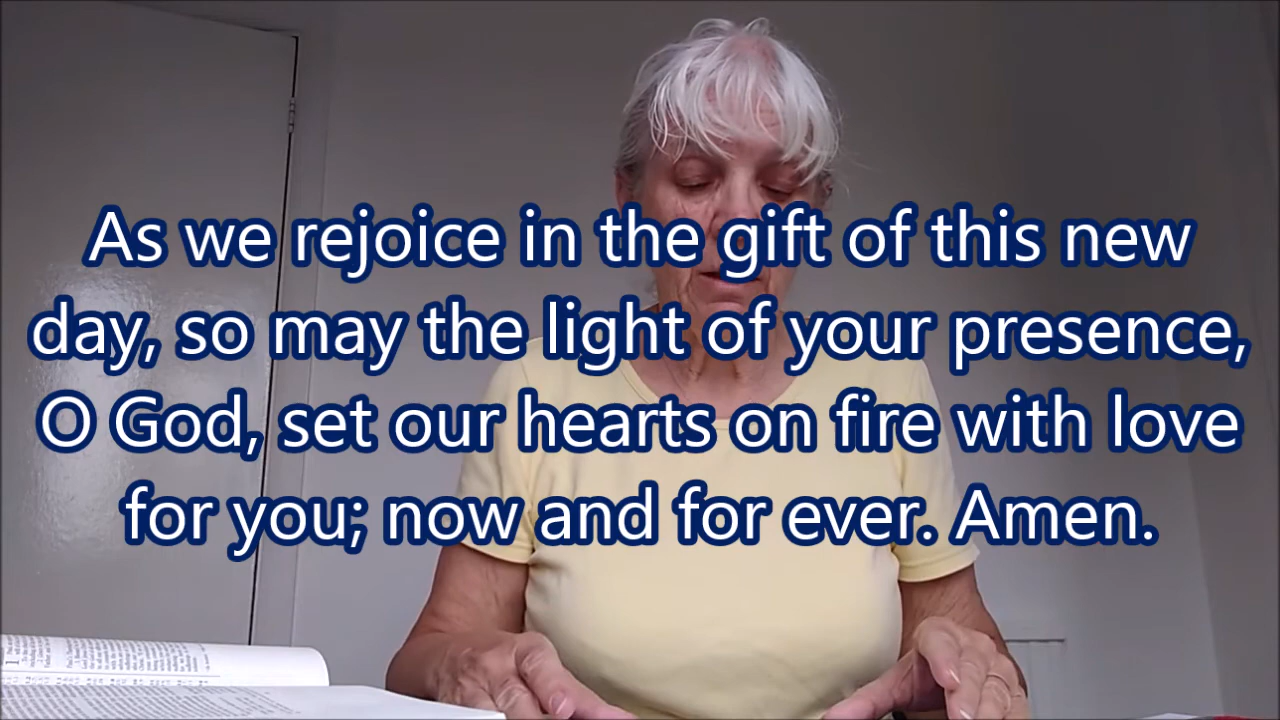 As we rejoice in the gift of this new
day, so may the light of your presence,
O God, set our hearts on fire with love
for you; now and for ever. Amen.